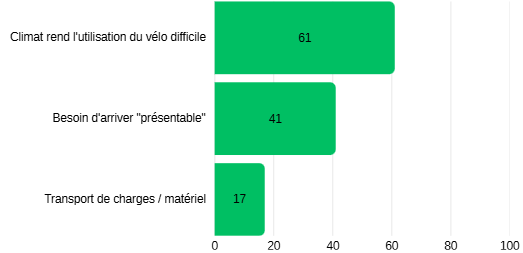 Climat rend l'utilisation du vélo difficile
61
Besoin d'arriver "présentable"
41
Transport de charges / matériel
17
0 20 40 60 80 100